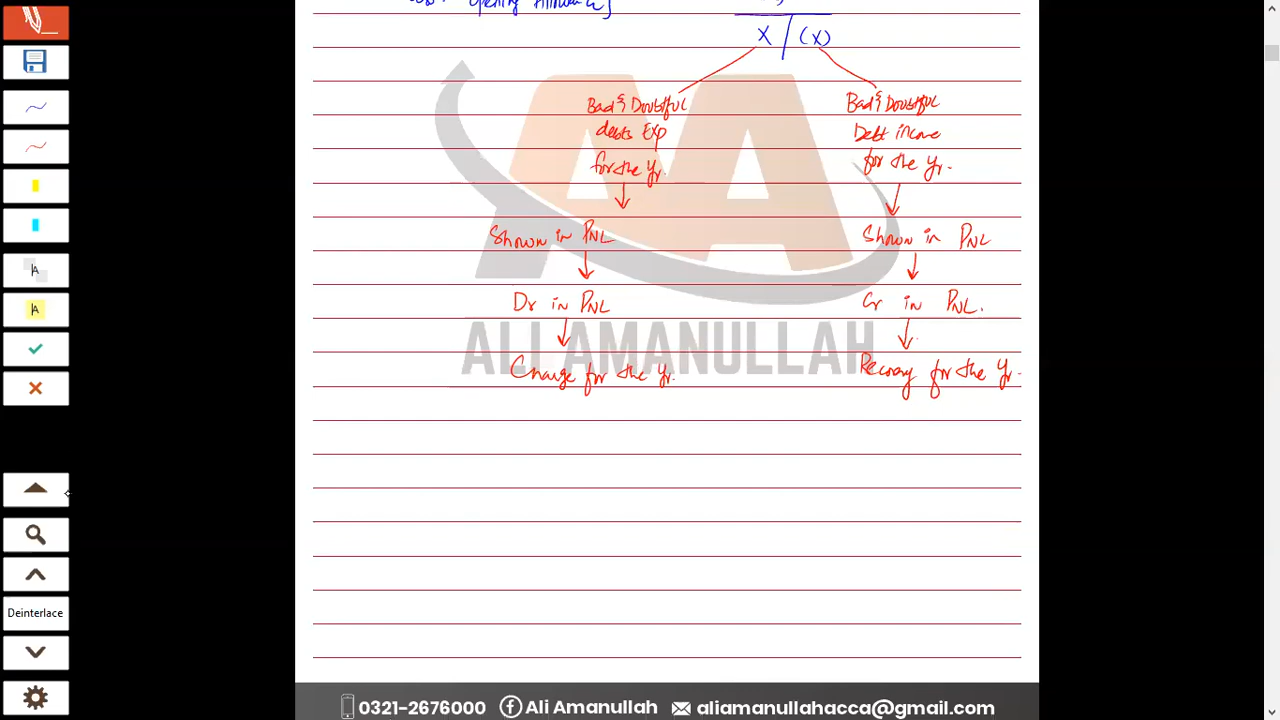 Opening Allowance]
X / (X)
Bad & Doubtful
debts Exp
for the Yr.
Bad & Doubtful
Debt income
for the Yr.
Shown in PNL
Shown in PNL
Dr in PNL
Cr in PNL.
ALI AMANULLAH
Charge for the Yr.
Recovery for the Yr.
A
A
Deinterlace
0321-2676000 Ali Amanullah aliamanullahacca@gmail.com